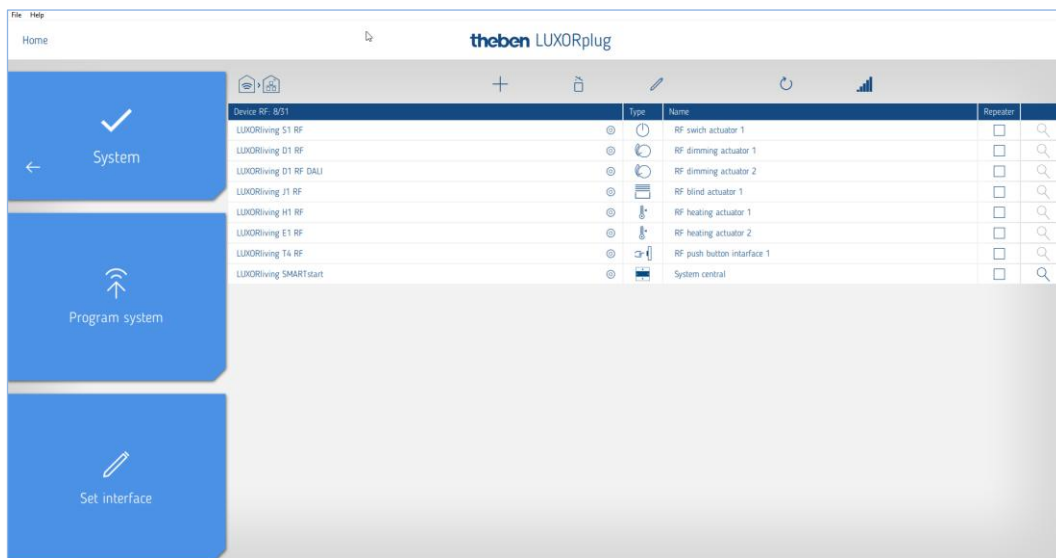 File Help
Home
theben LUXORplug
System
Program system
Set interface
Device RF: 8/31 Type Name Repeater
LUXORliving S1 RF RF swich actuator 1
LUXORliving D1 RF RF dimming actuator 1
LUXORliving D1 RF DALI RF dimming actuator 2
LUXORliving J1 RF RF blind actuator 1
LUXORliving H1 RF RF heating actuator 1
LUXORliving E1 RF RF heating actuator 2
LUXORliving T4 RF RF push button intarface 1
LUXORliving SMARTstart System central